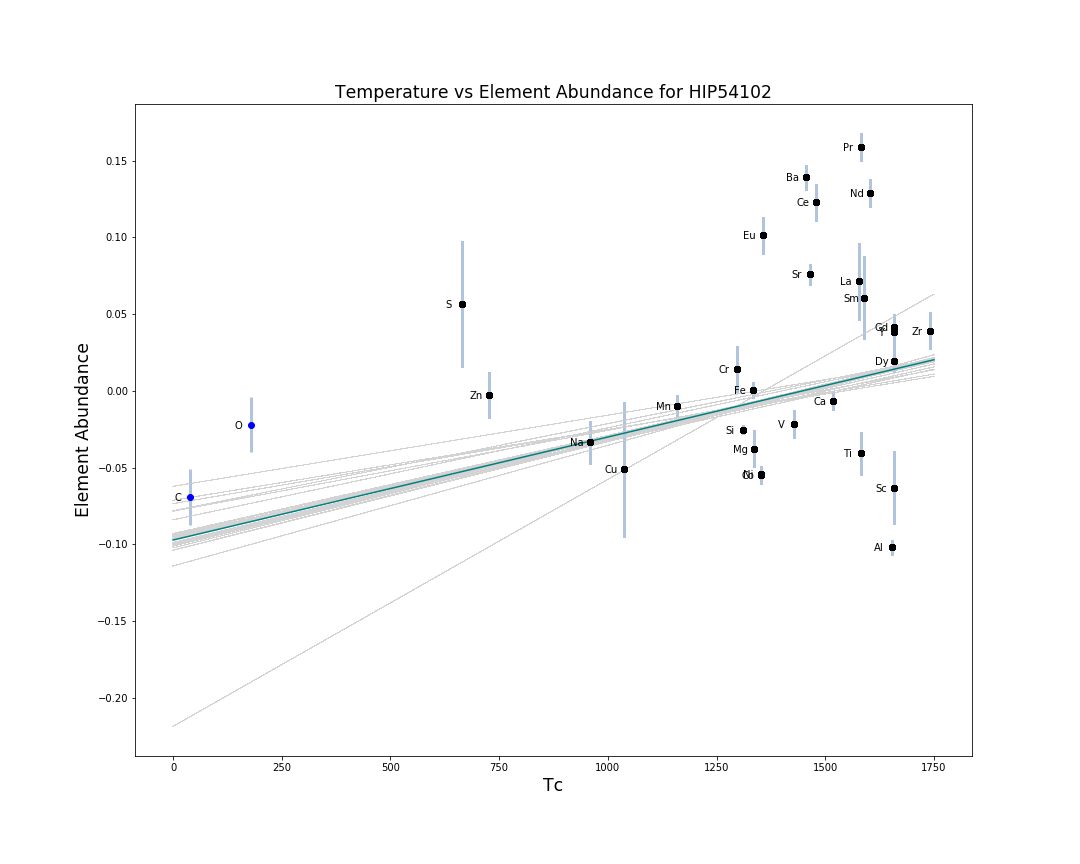 Temperature vs Element Abundance for HIP54102
0.15
0.10
0.05
0.00
−0.05
−0.10
−0.15
−0.20
Element Abundance
Pr
Ba
Nd
Ce
Eu
Sr
La
Sm
S
Gd
Zr
Dy
Cr
Fe
Zn
Ca
Mn
O
V
Si
Na
Mg
Ti
Cu
Ni
Sc
C
Al
0
250
500
750
1000
1250
1500
1750
Tc